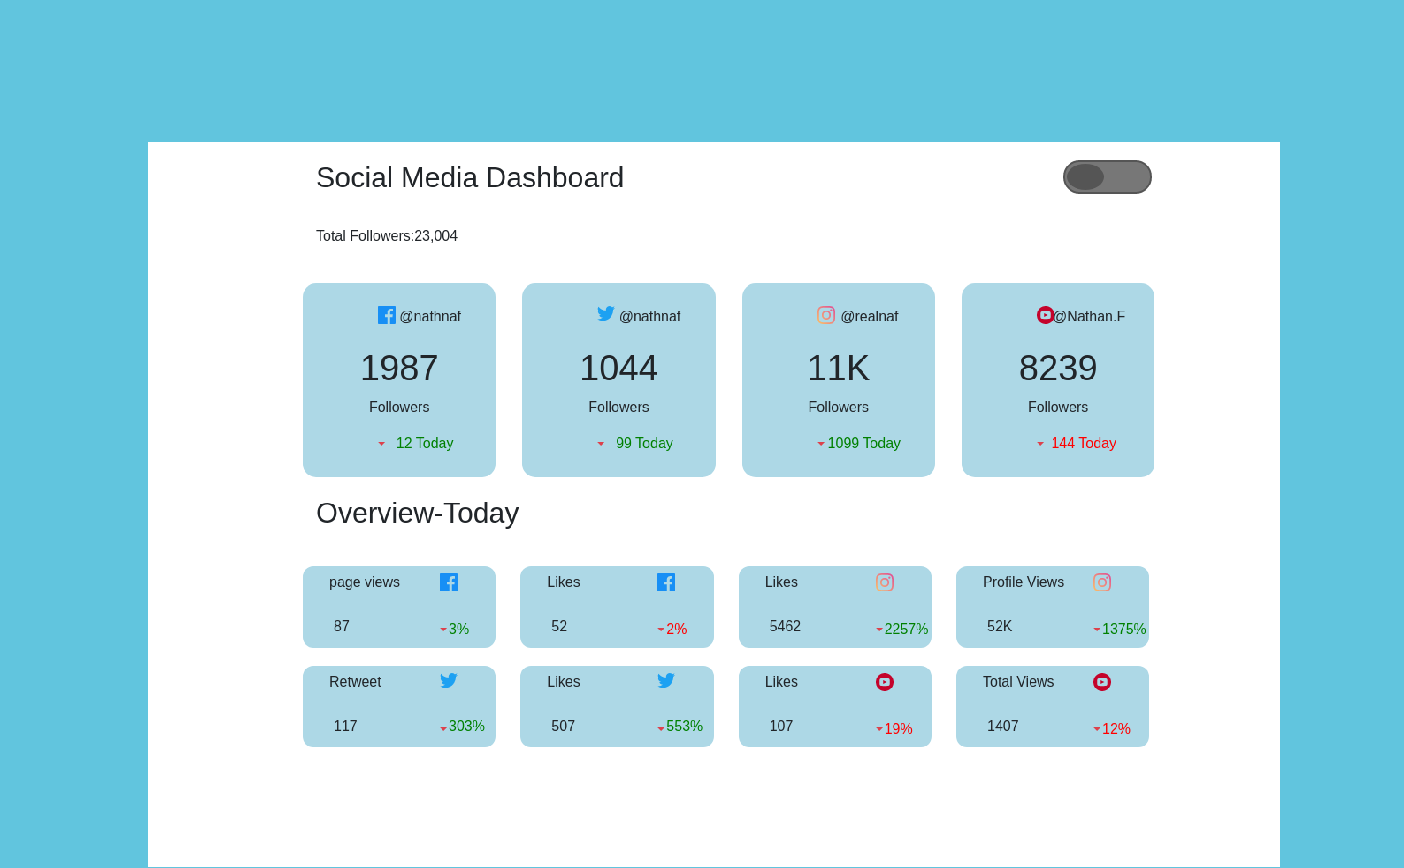 Social Media Dashboard
Total Followers:23,004
@nathnaf
1987
Followers
12 Today
@nathnaf
1044
Followers
99 Today
@realnaf
11K
Followers
1099 Today
@Nathan.F
8239
Followers
144 Today
Overview-Today
page views
87
3%
Likes
52
2%
Likes
5462
2257%
Profile Views
52K
1375%
Retweet
117
303%
Likes
507
553%
Likes
107
19%
Total Views
1407
12%